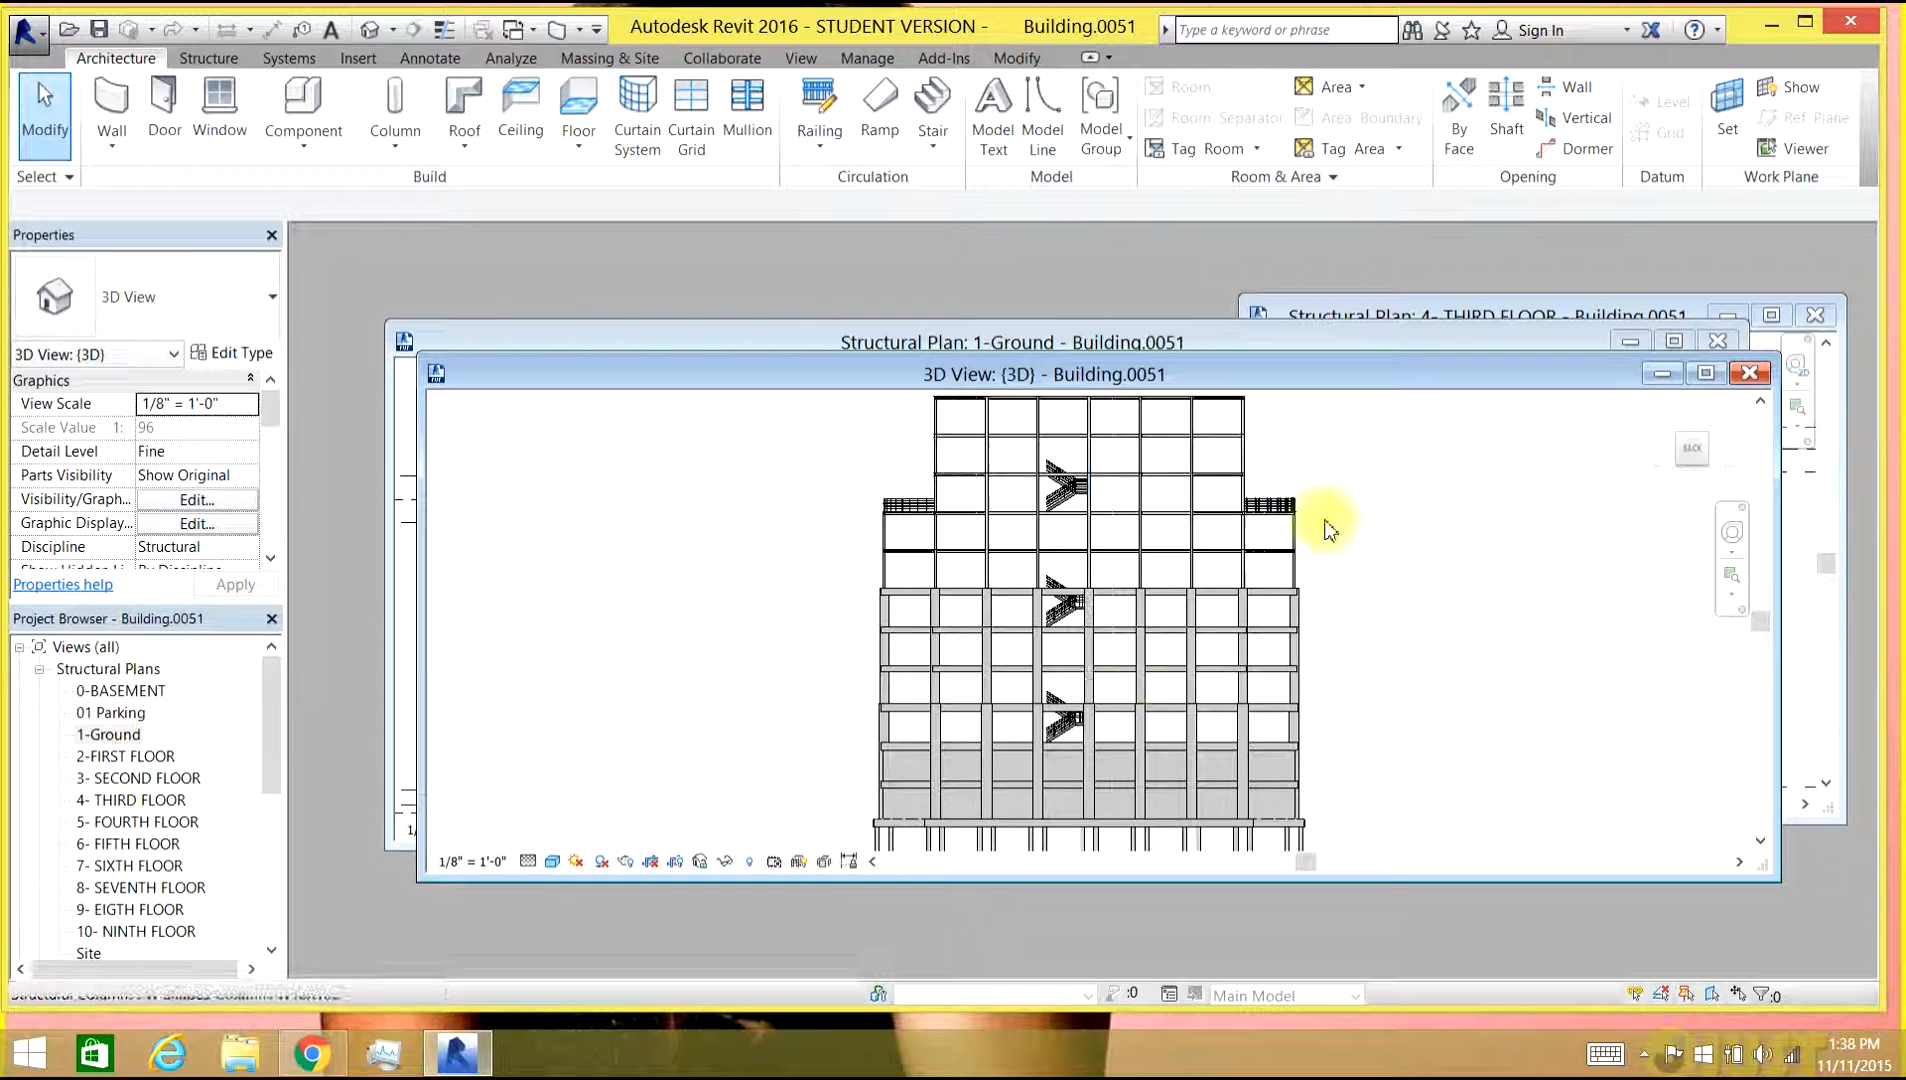 Autodesk Revit 2016 - STUDENT VERSION - Building.0051
Type a keyword or phrase
Sign In
Architecture Structure Systems Insert Annotate Analyze Massing & Site Collaborate View Manage Add-Ins Modify
Modify Wall Door Window Component Column Roof Ceiling Floor Curtain System Curtain Grid Mullion Railing Ramp Stair Model Text Model Line Model Group
Room Area
Room Separator Area Boundary
Tag Room Tag Area
By Face Shaft
Wall
Vertical
Dormer
Level
Grid
Set
Show
Ref Plane
Viewer
Select Build Circulation Model Room & Area Opening Datum Work Plane
Properties
3D View
3D View: {3D} Edit Type
Graphics
View Scale 1/8" = 1'-0"
Scale Value 1: 96
Detail Level Fine
Parts Visibility Show Original
Visibility/Graph... Edit...
Graphic Display... Edit...
Discipline Structural
Properties help Apply
Project Browser - Building.0051
Views (all)
Structural Plans
0-BASEMENT
01 Parking
1-Ground
2-FIRST FLOOR
3- SECOND FLOOR
4- THIRD FLOOR
5- FOURTH FLOOR
6- FIFTH FLOOR
7- SIXTH FLOOR
8- SEVENTH FLOOR
9- EIGTH FLOOR
10- NINTH FLOOR
Site
Structural Plan: 4- THIRD FLOOR - Building.0051
Structural Plan: 1-Ground - Building.0051
3D View: {3D} - Building.0051
BACK
1/8" = 1'-0"
:0
Main Model
:0
1:38 PM
11/11/2015